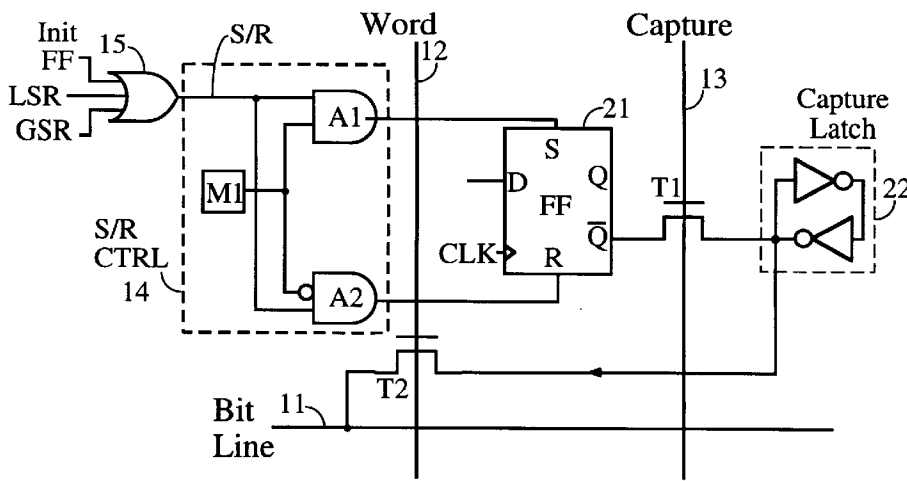 Init
FF
15
LSR
GSR
S/R
Word
12
Capture
13
Capture
Latch
22
A1
21
S
D
Q
FF
Q̅
CLK
R
T1
M1
S/R
CTRL
14
A2
T2
Bit
Line
11